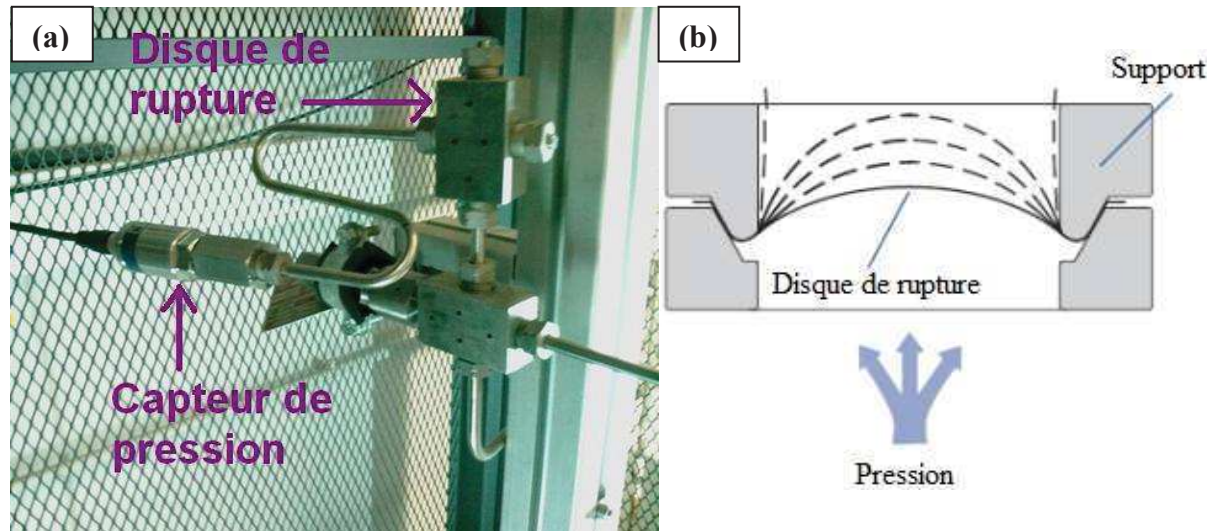 (a)
Disque de
rupture
Capteur de
pression
(b)
Support
Disque de rupture
Pression